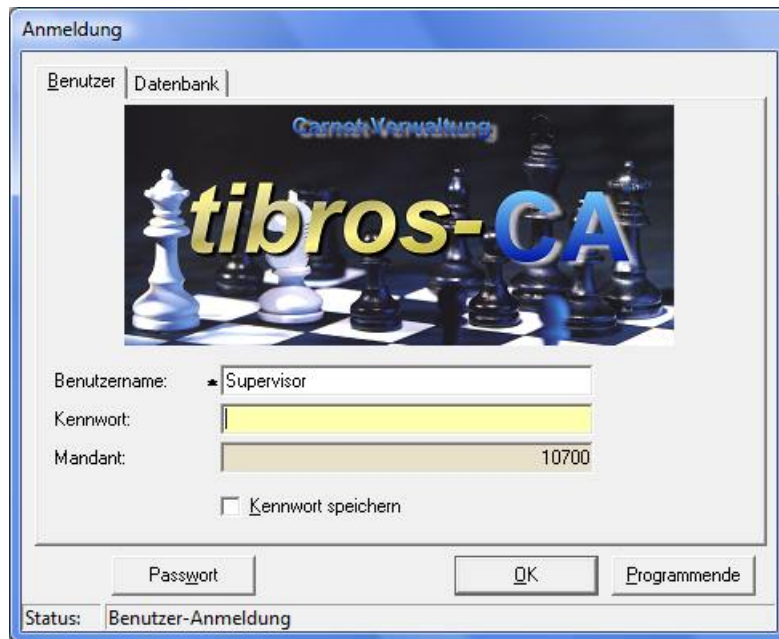 Anmeldung
Benutzer Datenbank
Carnet Verwaltung
tibros-CA
Benutzername: Supervisor
Kennwort:
Mandant: 10700
Kennwort speichern
Passwort OK Programmende
Status: Benutzer-Anmeldung